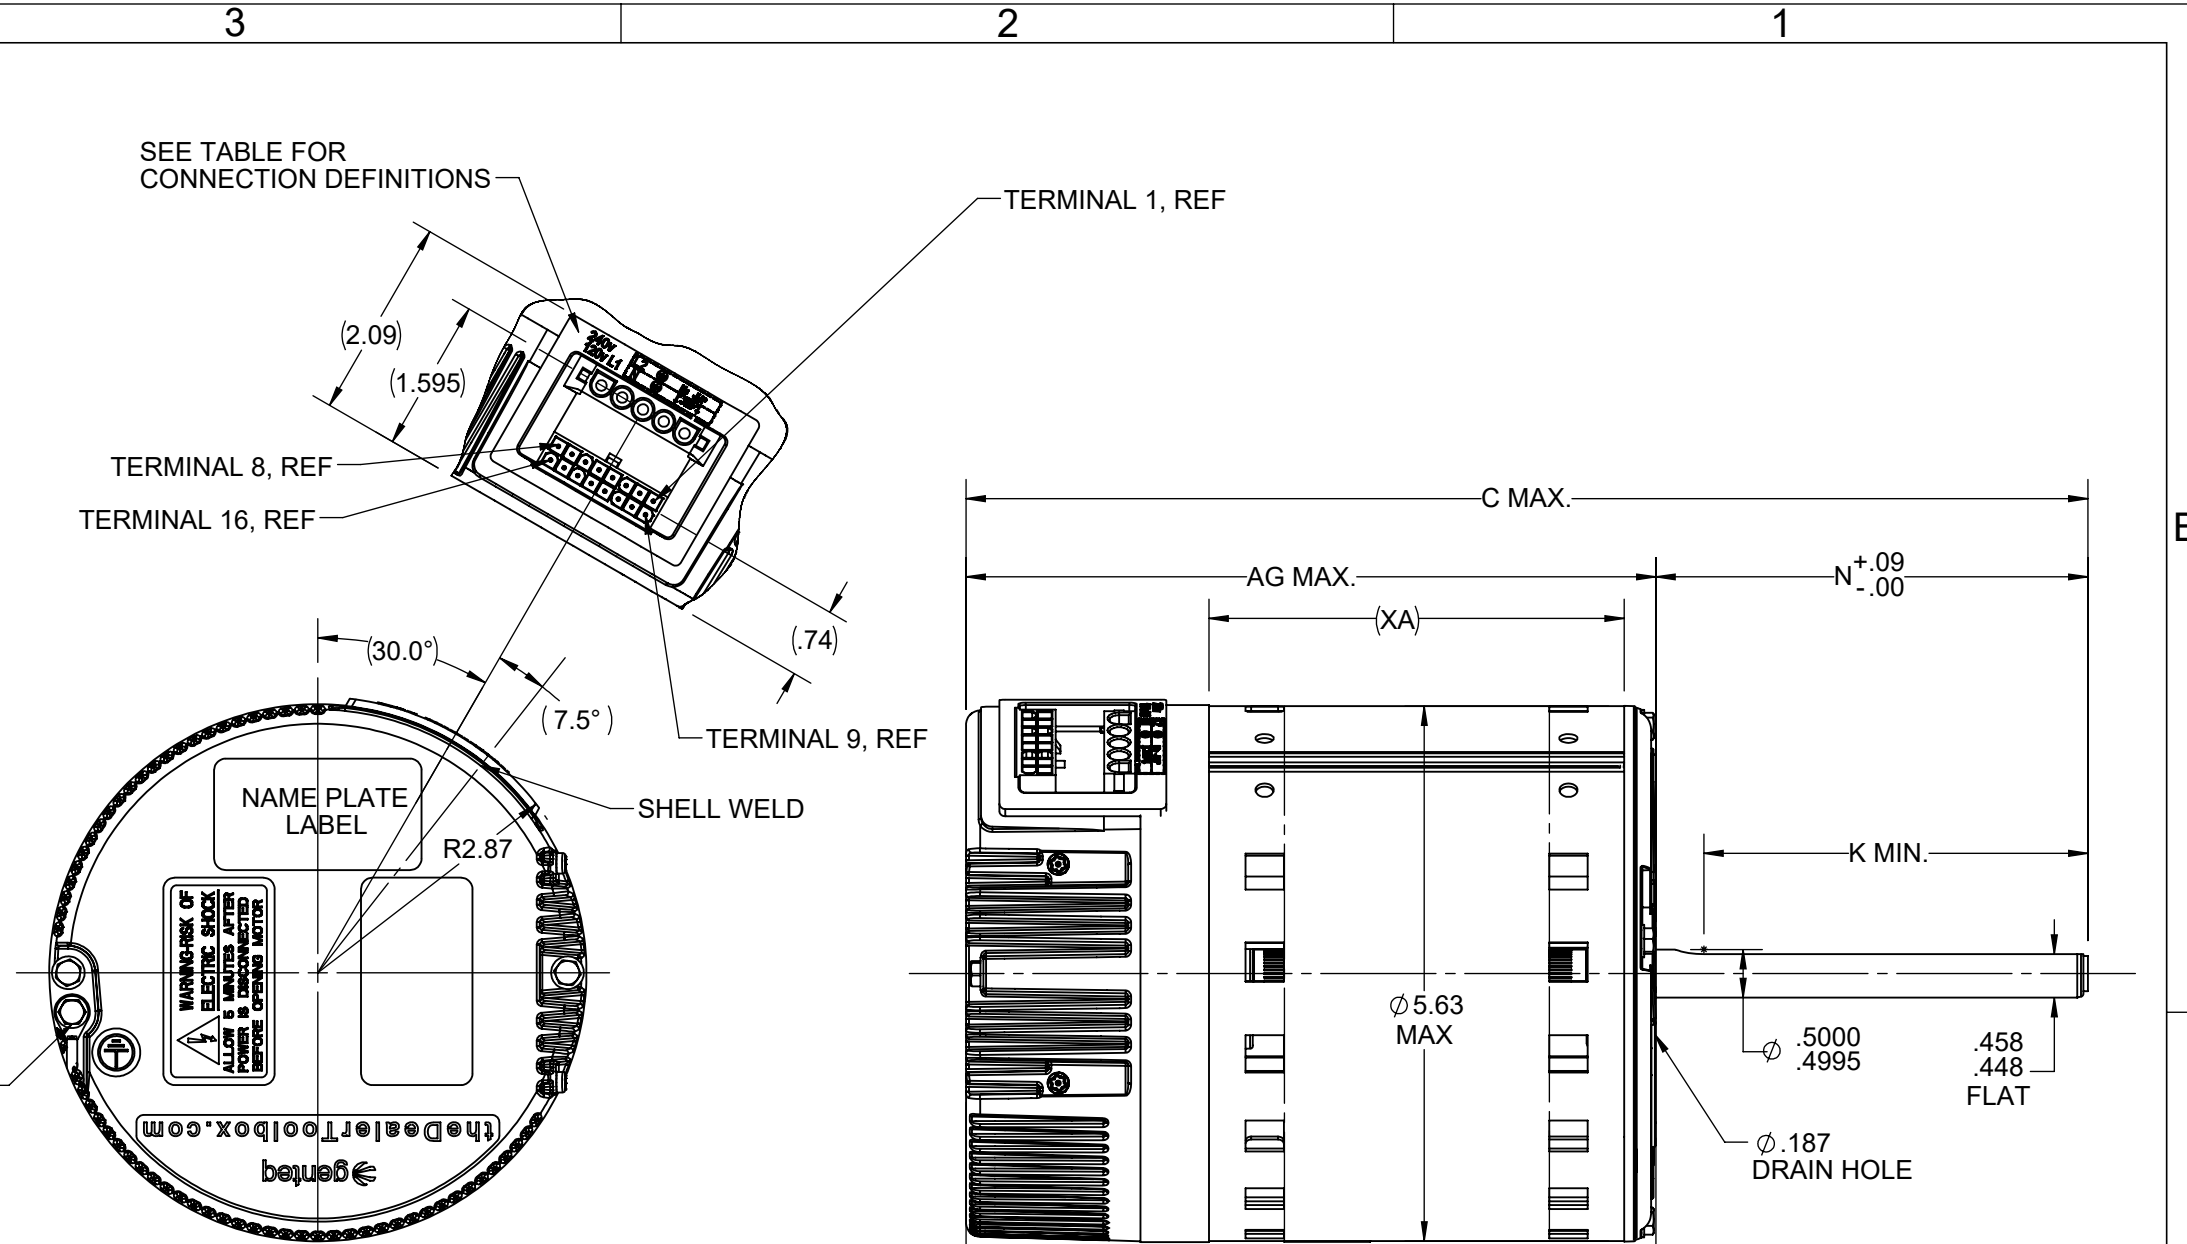 3
2
1
SEE TABLE FOR
CONNECTION DEFINITIONS
TERMINAL 1, REF
(2.09)
(1.595)
240v
120v L1
TERMINAL 8, REF
TERMINAL 16, REF
C MAX.
AG MAX.
N +.09
-.00
(XA)
(.74)
(30.0°)
(7.5°)
TERMINAL 9, REF
NAME PLATE
LABEL
SHELL WELD
R2.87
K MIN.
WARNING-RISK OF
ELECTRIC SHOCK
ALLOW 5 MINUTES AFTER
POWER IS DISCONNECTED
BEFORE OPENING MOTOR
Ø5.63
MAX
Ø .5000
.4995
.458
.448
FLAT
Ø.187
DRAIN HOLE
theDealerToolbox.com
genteq